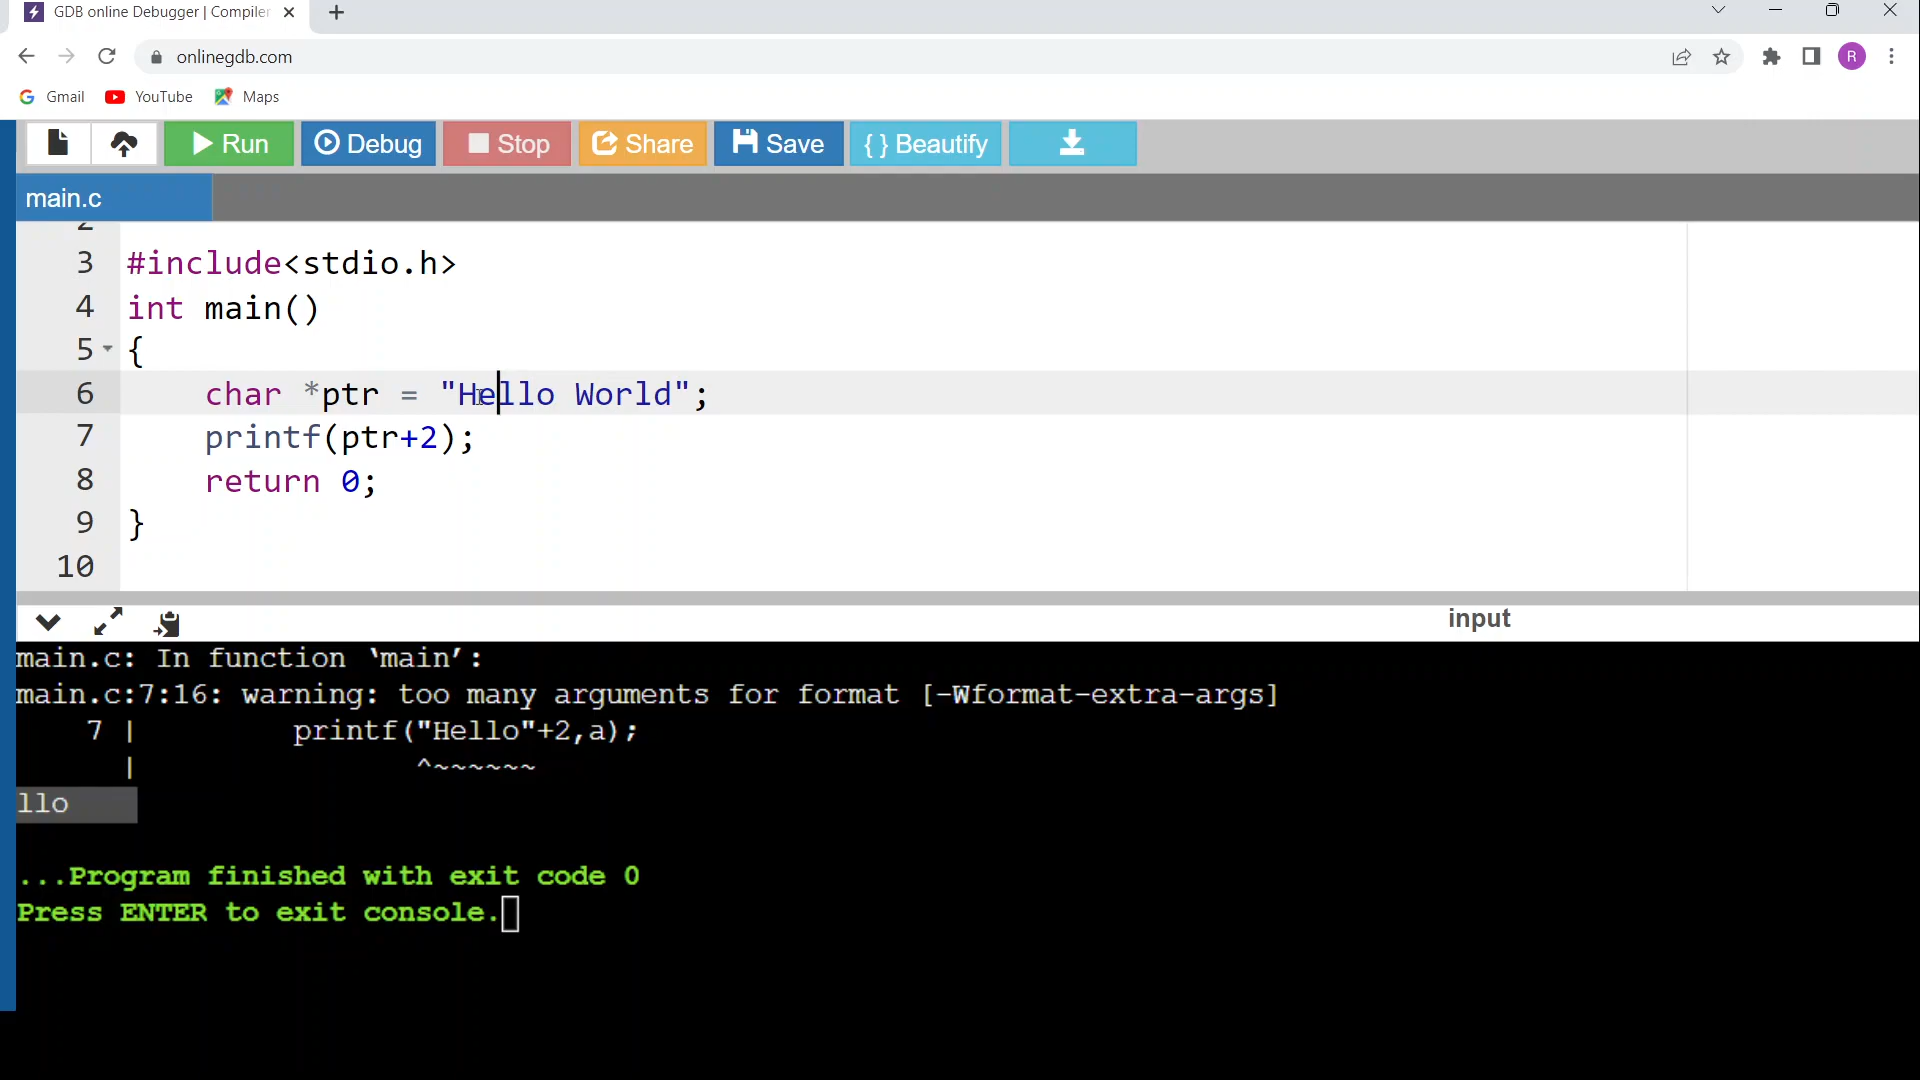 GDB online Debugger | Compiler
onlinegdb.com
R
Gmail YouTube Maps
Run Debug Stop Share Save { } Beautify
main.c
2
3 #include<stdio.h>
4 int main()
5 {
6 char *ptr = "Hello World";
7 printf(ptr+2);
8 return 0;
9 }
10
input
main.c: In function ‘main’:
main.c:7:16: warning: too many arguments for format [-Wformat-extra-args]
7 | printf("Hello"+2,a);
| ^~~~~~~
llo
...Program finished with exit code 0
Press ENTER to exit console.